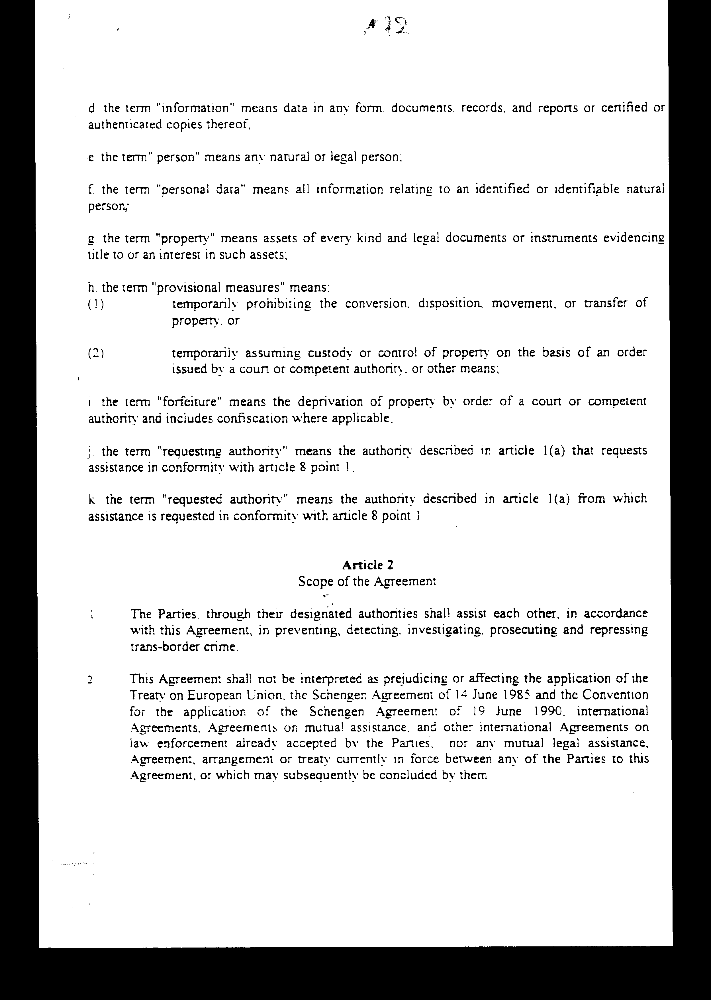 d the term "information" means data in any form, documents, records, and reports or certified or
authenticated copies thereof,
e the term" person" means any natural or legal person;
f. the term "personal data" means all information relating to an identified or identifiable natural
person;
g. the term "property" means assets of every kind and legal documents or instruments evidencing
title to or an interest in such assets;
h. the term "provisional measures" means:
(1) temporarily prohibiting the conversion, disposition, movement, or transfer of
property, or
(2) temporarily assuming custody or control of property on the basis of an order
issued by a court or competent authority, or other means;
i the term "forfeiture" means the deprivation of property by order of a court or competent
authority and includes confiscation where applicable;
j. the term "requesting authority" means the authority described in article 1(a) that requests
assistance in conformity with article 8 point 1;
k the term "requested authority" means the authority described in article 1(a) from which
assistance is requested in conformity with article 8 point 1
Article 2
Scope of the Agreement
1 The Parties, through their designated authorities shall assist each other, in accordance
with this Agreement, in preventing, detecting, investigating, prosecuting and repressing
trans-border crime.
2 This Agreement shall not be interpreted as prejudicing or affecting the application of the
Treaty on European Union, the Schengen Agreement of 14 June 1985 and the Convention
for the application of the Schengen Agreement of 19 June 1990, international
Agreements, Agreements on mutual assistance, and other international Agreements on
law enforcement already accepted by the Parties, nor any mutual legal assistance,
Agreement, arrangement or treaty currently in force between any of the Parties to this
Agreement, or which may subsequently be concluded by them